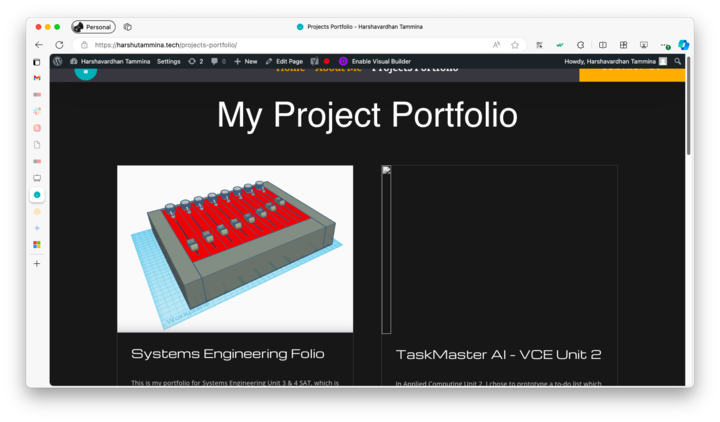 Personal
Projects Portfolio - Harshavardhan Tammina
https://harshutammina.tech/projects-portfolio/
Harshavardhan Tammina Settings 2 0 New Edit Page Enable Visual Builder Howdy, Harshavardhan Tammina
Home About Me Projects Portfolio
My Project Portfolio
Systems Engineering Folio
TaskMaster AI - VCE Unit 2
This is my portfolio for Systems Engineering Unit 3 & 4 SAT, which is
In Applied Computing Unit 2, I chose to prototype a to-do list which